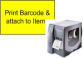 Print Barcode &
attach to Item